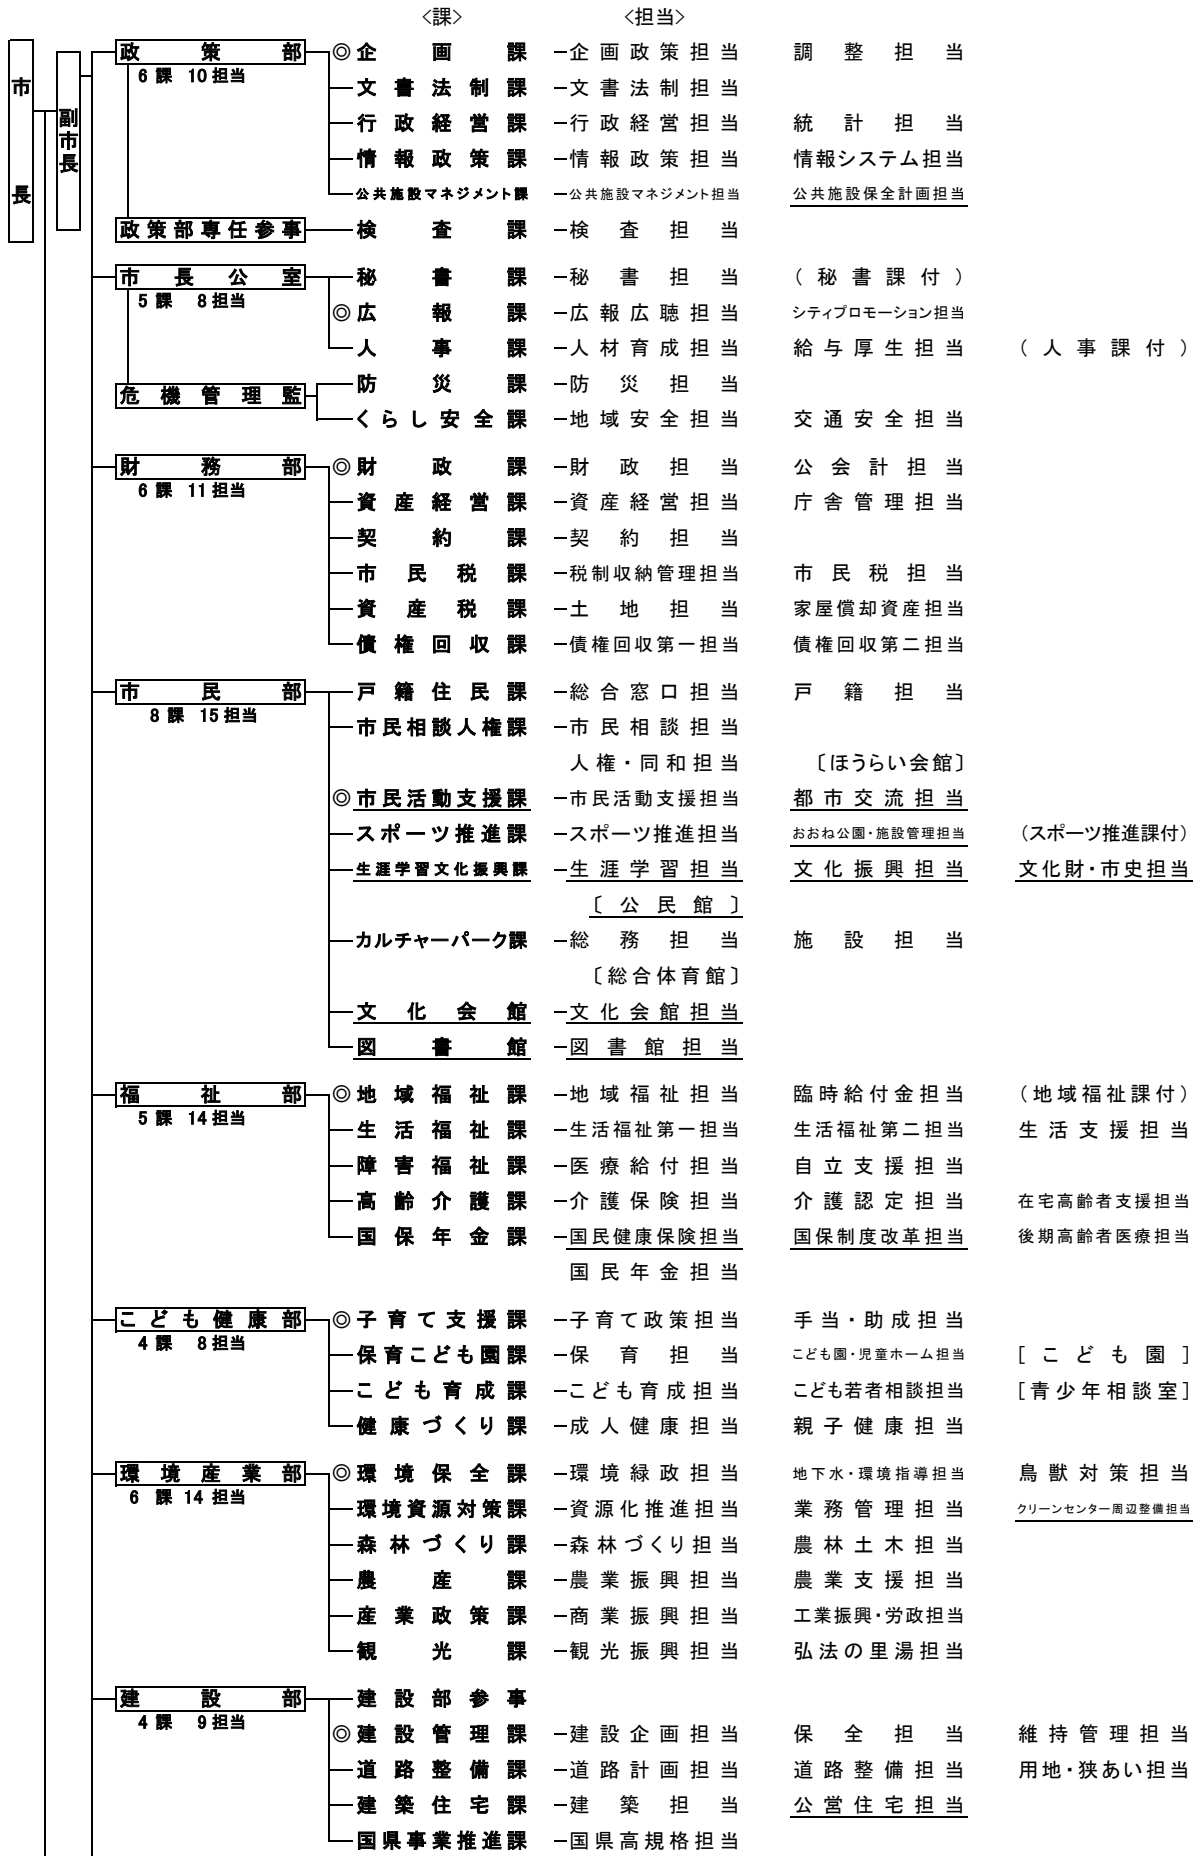 〈課〉 〈担当〉
市長
副市長
政策部 ◎企画課 企画政策担当 調整担当
6課 10担当
文書法制課 文書法制担当
行政経営課 行政経営担当 統計担当
情報政策課 情報政策担当 情報システム担当
公共施設マネジメント課 公共施設マネジメント担当 公共施設保全計画担当
政策部専任参事 検査課 検査担当
市長公室 秘書課 秘書担当 (秘書課付)
5課 8担当
◎広報課 広報広聴担当 シティプロモーション担当
人事課 人材育成担当 給与厚生担当 (人事課付)
危機管理監 防災課 防災担当
くらし安全課 地域安全担当 交通安全担当
財務部 ◎財政課 財政担当 公会計担当
6課 11担当
資産経営課 資産経営担当 庁舎管理担当
契約課 契約担当
市民税課 税制収納管理担当 市民税担当
資産税課 土地担当 家屋償却資産担当
債権回収課 債権回収第一担当 債権回収第二担当
市民部 戸籍住民課 総合窓口担当 戸籍担当
8課 15担当
市民相談人権課 市民相談担当
人権・同和担当 〔ほうらい会館〕
◎市民活動支援課 市民活動支援担当 都市交流担当
スポーツ推進課 スポーツ推進担当 おおね公園・施設管理担当 (スポーツ推進課付)
生涯学習文化振興課 生涯学習担当 文化振興担当 文化財・市史担当
〔公民館〕
カルチャーパーク課 総務担当 施設担当
〔総合体育館〕
文化会館 文化会館担当
図書館 図書館担当
福祉部 ◎地域福祉課 地域福祉担当 臨時給付金担当 (地域福祉課付)
5課 14担当
生活福祉課 生活福祉第一担当 生活福祉第二担当 生活支援担当
障害福祉課 医療給付担当 自立支援担当
高齢介護課 介護保険担当 介護認定担当 在宅高齢者支援担当
国保年金課 国民健康保険担当 国保制度改革担当 後期高齢者医療担当
国民年金担当
こども健康部 ◎子育て支援課 子育て政策担当 手当・助成担当
4課 8担当
保育こども園課 保育担当 こども園・児童ホーム担当 [こども園]
こども育成課 こども育成担当 こども若者相談担当 [青少年相談室]
健康づくり課 成人健康担当 親子健康担当
環境産業部 ◎環境保全課 環境緑政担当 地下水・環境指導担当 鳥獣対策担当
6課 14担当
環境資源対策課 資源化推進担当 業務管理担当 クリーンセンター周辺整備担当
森林づくり課 森林づくり担当 農林土木担当
農産課 農業振興担当 農業支援担当
産業政策課 商業振興担当 工業振興・労政担当
観光課 観光振興担当 弘法の里湯担当
建設部 建設部参事
4課 9担当
◎建設管理課 建設企画担当 保全担当 維持管理担当
道路整備課 道路計画担当 道路整備担当 用地・狭あい担当
建築住宅課 建築担当 公営住宅担当
国県事業推進課 国県高規格担当